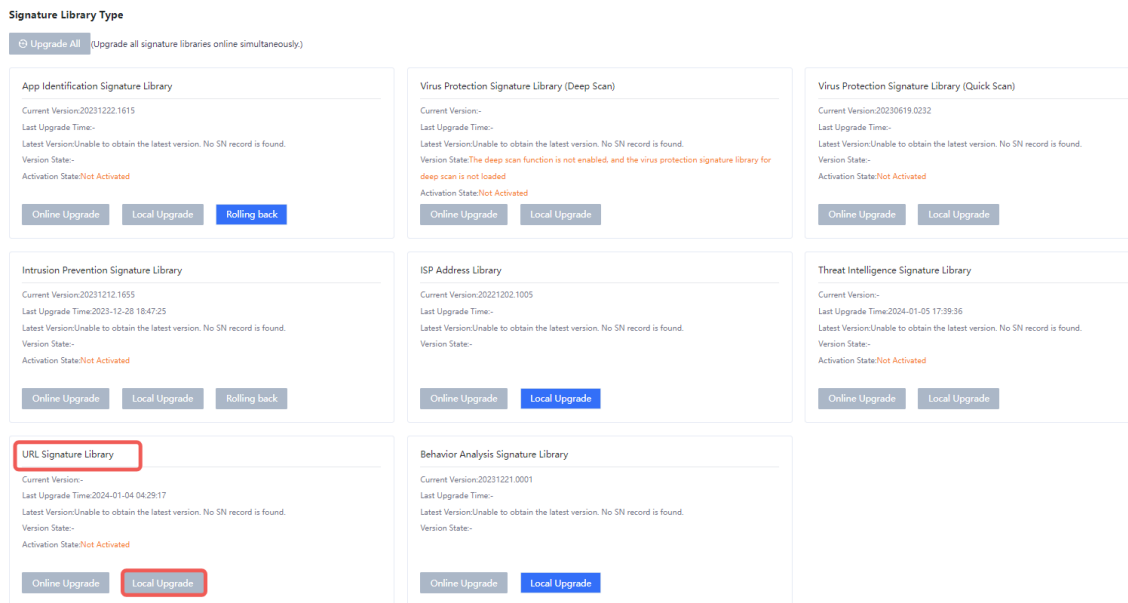 Signature Library Type
Upgrade All (Upgrade all signature libraries online simultaneously.)
App Identification Signature Library
Current Version:20231222.1615
Last Upgrade Time:-
Latest Version:Unable to obtain the latest version. No SN record is found.
Version State:-
Activation State:Not Activated
Online Upgrade Local Upgrade Rolling back
Virus Protection Signature Library (Deep Scan)
Current Version:-
Last Upgrade Time:-
Latest Version:Unable to obtain the latest version. No SN record is found.
Version State:The deep scan function is not enabled, and the virus protection signature library for
deep scan is not loaded
Activation State:Not Activated
Online Upgrade Local Upgrade
Virus Protection Signature Library (Quick Scan)
Current Version:20230619.0232
Last Upgrade Time:-
Latest Version:Unable to obtain the latest version. No SN record is found.
Version State:-
Activation State:Not Activated
Online Upgrade Local Upgrade
Intrusion Prevention Signature Library
Current Version:20231212.1655
Last Upgrade Time:2023-12-28 18:47:25
Latest Version:Unable to obtain the latest version. No SN record is found.
Version State:-
Activation State:Not Activated
Online Upgrade Local Upgrade Rolling back
ISP Address Library
Current Version:20221202.1005
Last Upgrade Time:-
Latest Version:Unable to obtain the latest version. No SN record is found.
Version State:-
Online Upgrade Local Upgrade
Threat Intelligence Signature Library
Current Version:-
Last Upgrade Time:2024-01-05 17:39:36
Latest Version:Unable to obtain the latest version. No SN record is found.
Version State:-
Activation State:Not Activated
Online Upgrade Local Upgrade
URL Signature Library
Current Version:-
Last Upgrade Time:2024-01-04 04:29:17
Latest Version:Unable to obtain the latest version. No SN record is found.
Version State:-
Activation State:Not Activated
Online Upgrade Local Upgrade
Behavior Analysis Signature Library
Current Version:20231221.0001
Last Upgrade Time:-
Latest Version:Unable to obtain the latest version. No SN record is found.
Version State:-
Online Upgrade Local Upgrade